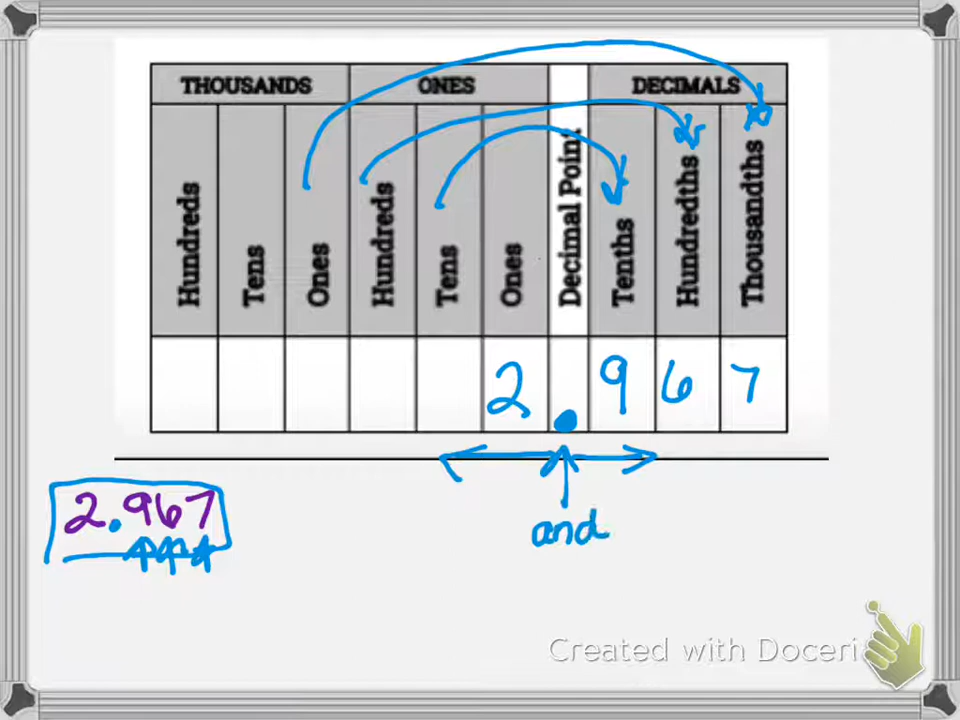 THOUSANDS ONES DECIMALS
Hundreds Tens Ones Hundreds Tens Ones Decimal Point Tenths Hundredths Thousandths
2 . 9 6 7
2.967
and
Created with Doceri